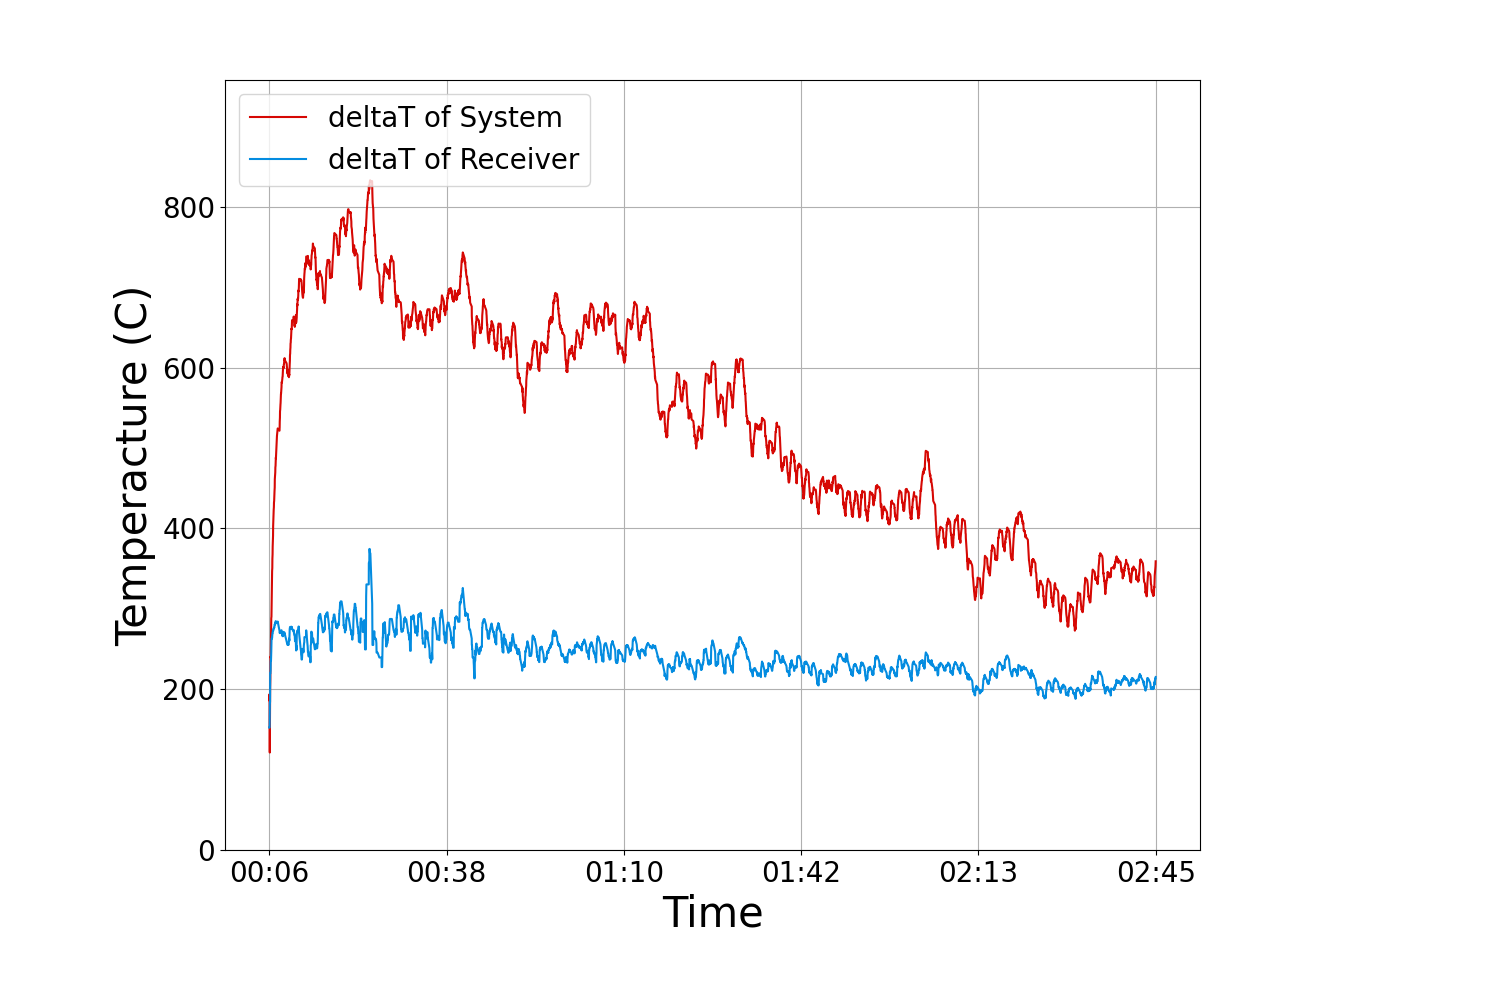 deltaT of System
deltaT of Receiver
800
600
400
200
0
Temperacture (C)
00:06 00:38 01:10 01:42 02:13 02:45
Time